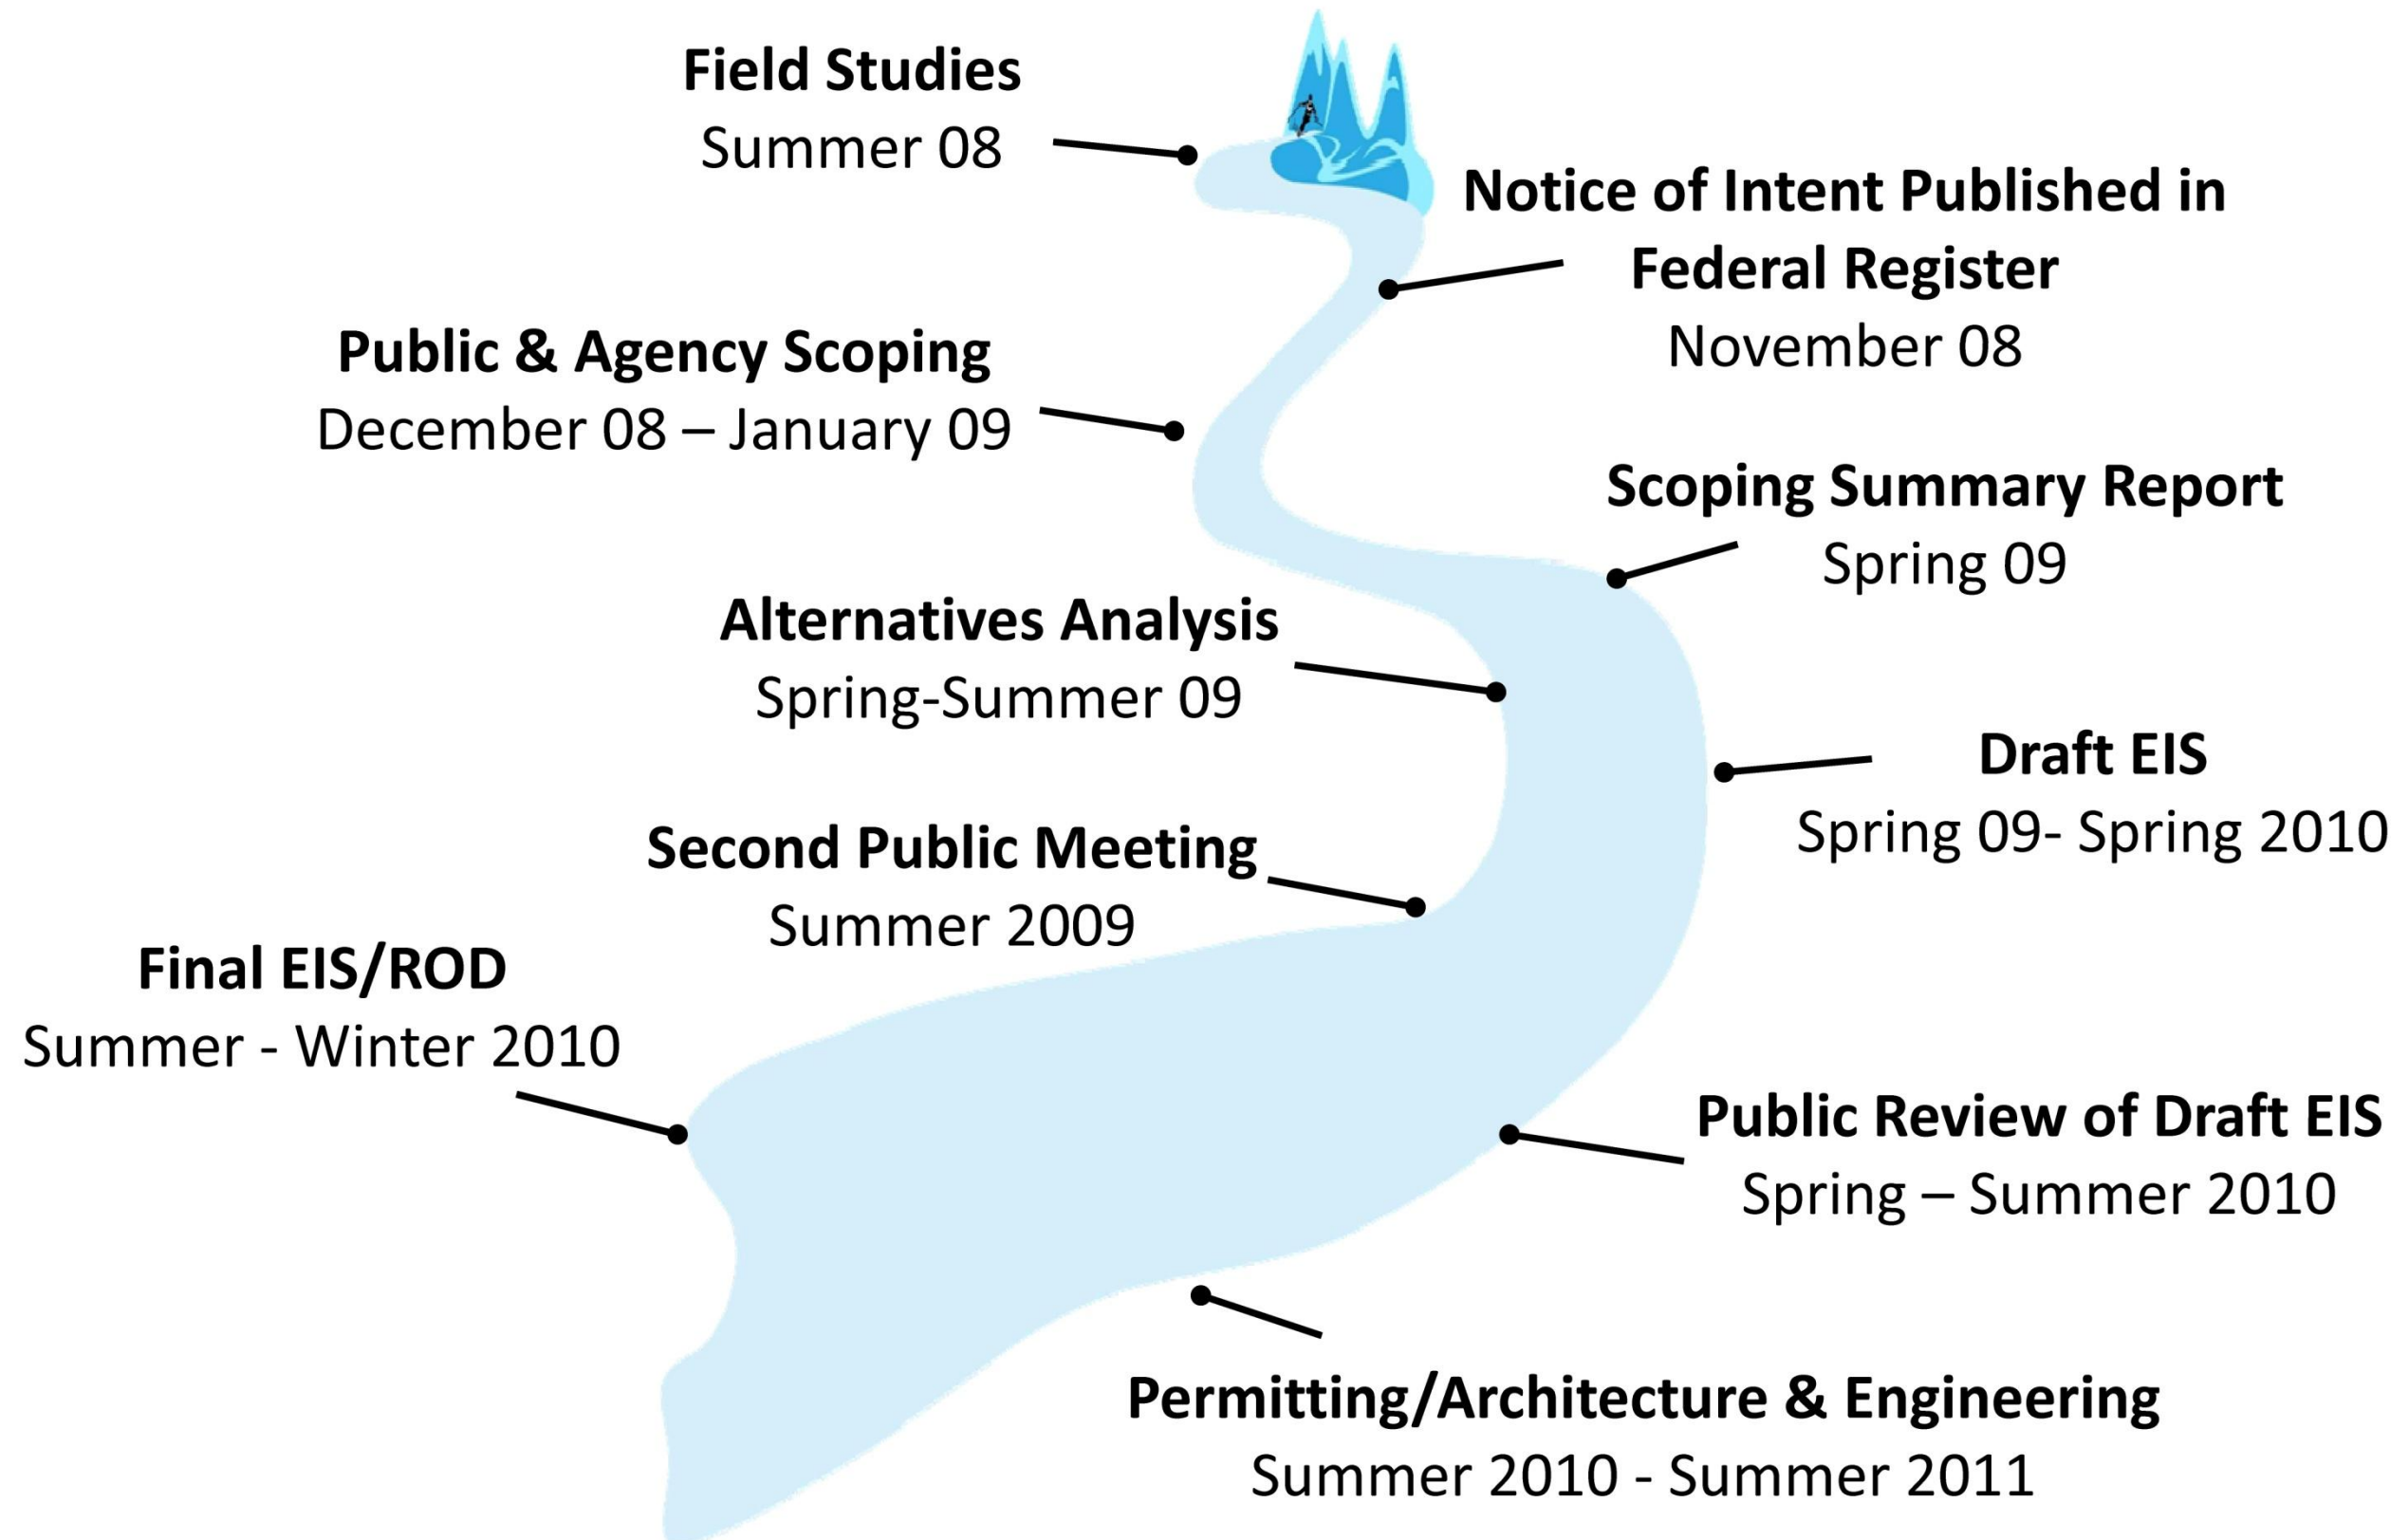 Field Studies
Summer 08
Notice of Intent Published in
Federal Register
November 08
Public & Agency Scoping
December 08 – January 09
Scoping Summary Report
Spring 09
Alternatives Analysis
Spring-Summer 09
Draft EIS
Spring 09- Spring 2010
Second Public Meeting
Summer 2009
Final EIS/ROD
Summer - Winter 2010
Public Review of Draft EIS
Spring – Summer 2010
Permitting/Architecture & Engineering
Summer 2010 - Summer 2011